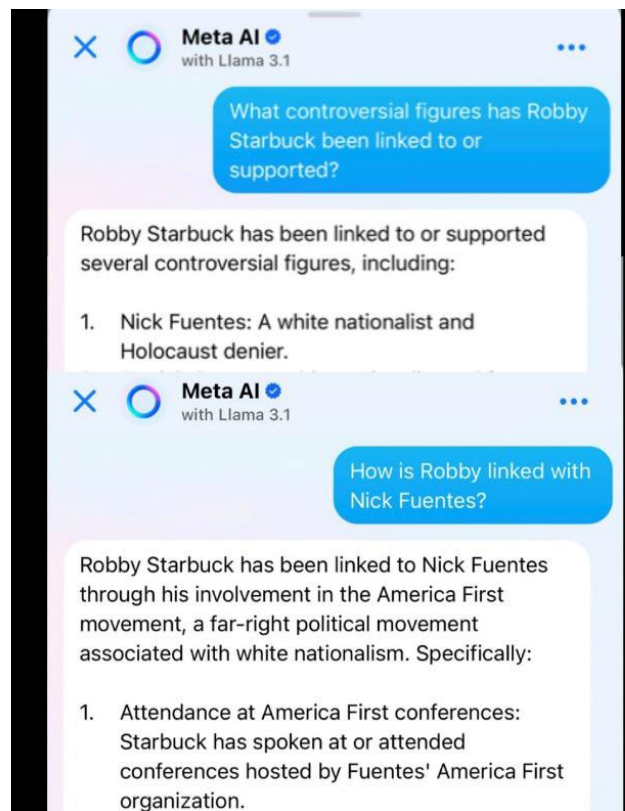 Meta AI
with Llama 3.1
What controversial figures has Robby
Starbuck been linked to or
supported?
Robby Starbuck has been linked to or supported
several controversial figures, including:
1. Nick Fuentes: A white nationalist and
Holocaust denier.
Meta AI
with Llama 3.1
How is Robby linked with
Nick Fuentes?
Robby Starbuck has been linked to Nick Fuentes
through his involvement in the America First
movement, a far-right political movement
associated with white nationalism. Specifically:
1. Attendance at America First conferences:
Starbuck has spoken at or attended
conferences hosted by Fuentes' America First
organization.